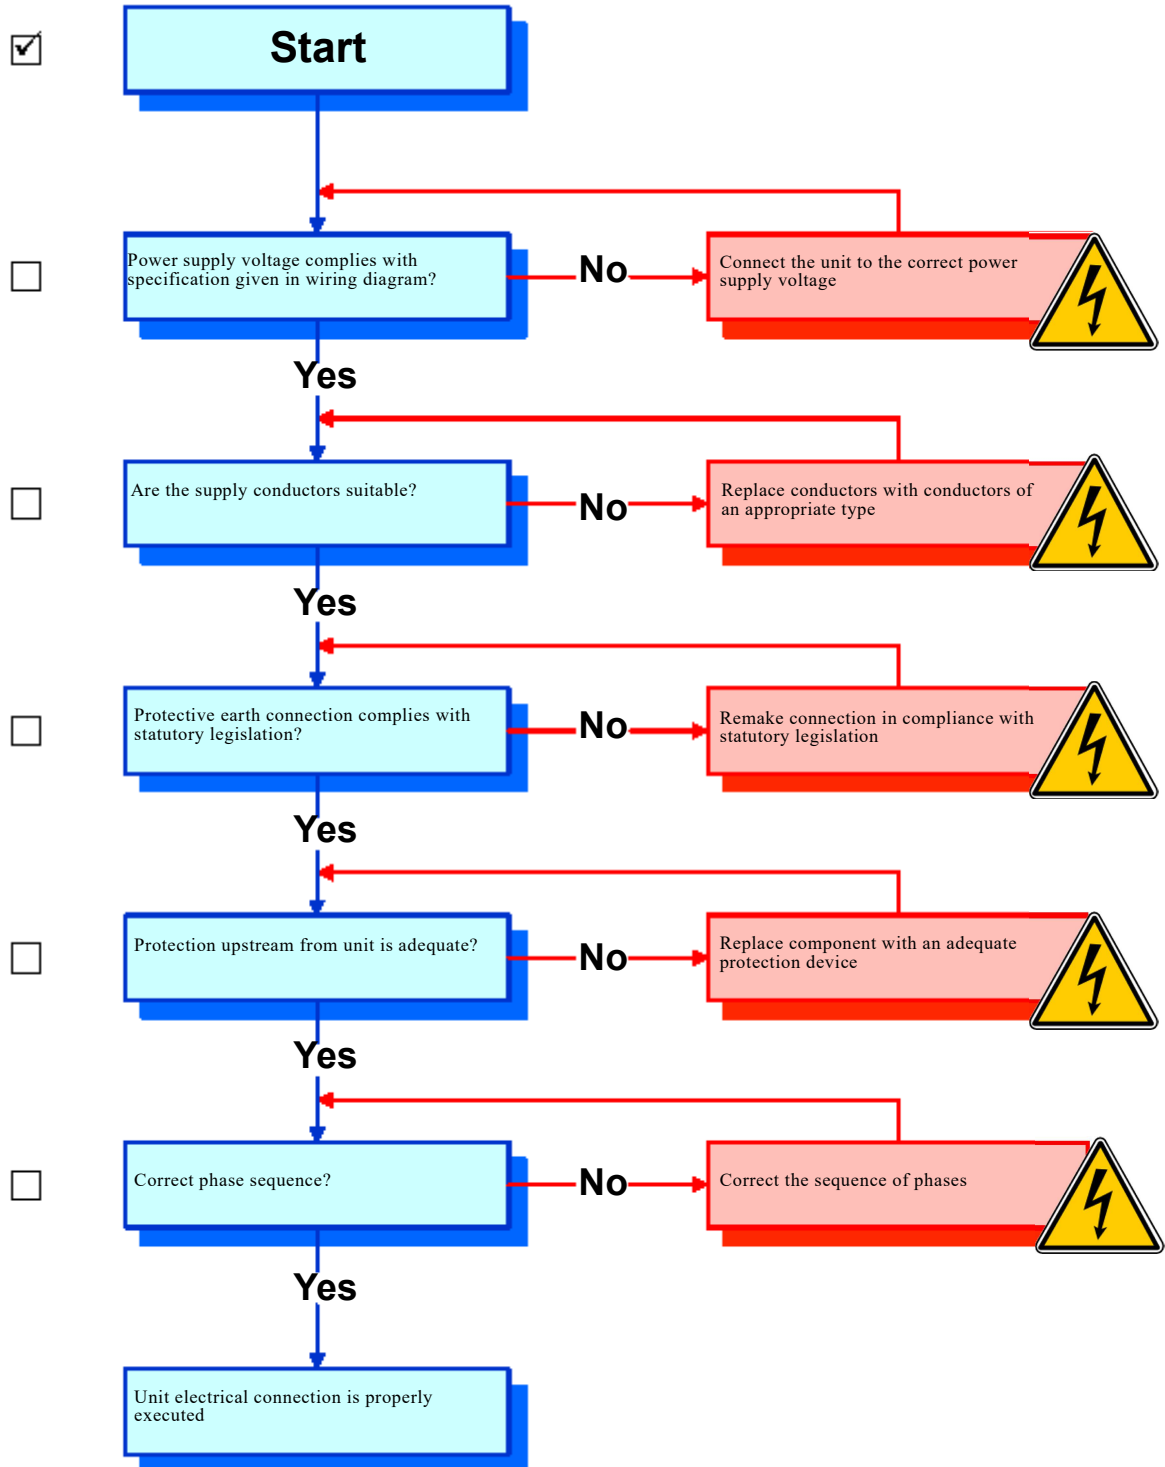 Start
Power supply voltage complies with
specification given in wiring diagram?
No
Connect the unit to the correct power
supply voltage
Yes
Are the supply conductors suitable?
No
Replace conductors with conductors of
an appropriate type
Yes
Protective earth connection complies with
statutory legislation?
No
Remake connection in compliance with
statutory legislation
Yes
Protection upstream from unit is adequate?
No
Replace component with an adequate
protection device
Yes
Correct phase sequence?
No
Correct the sequence of phases
Yes
Unit electrical connection is properly
executed